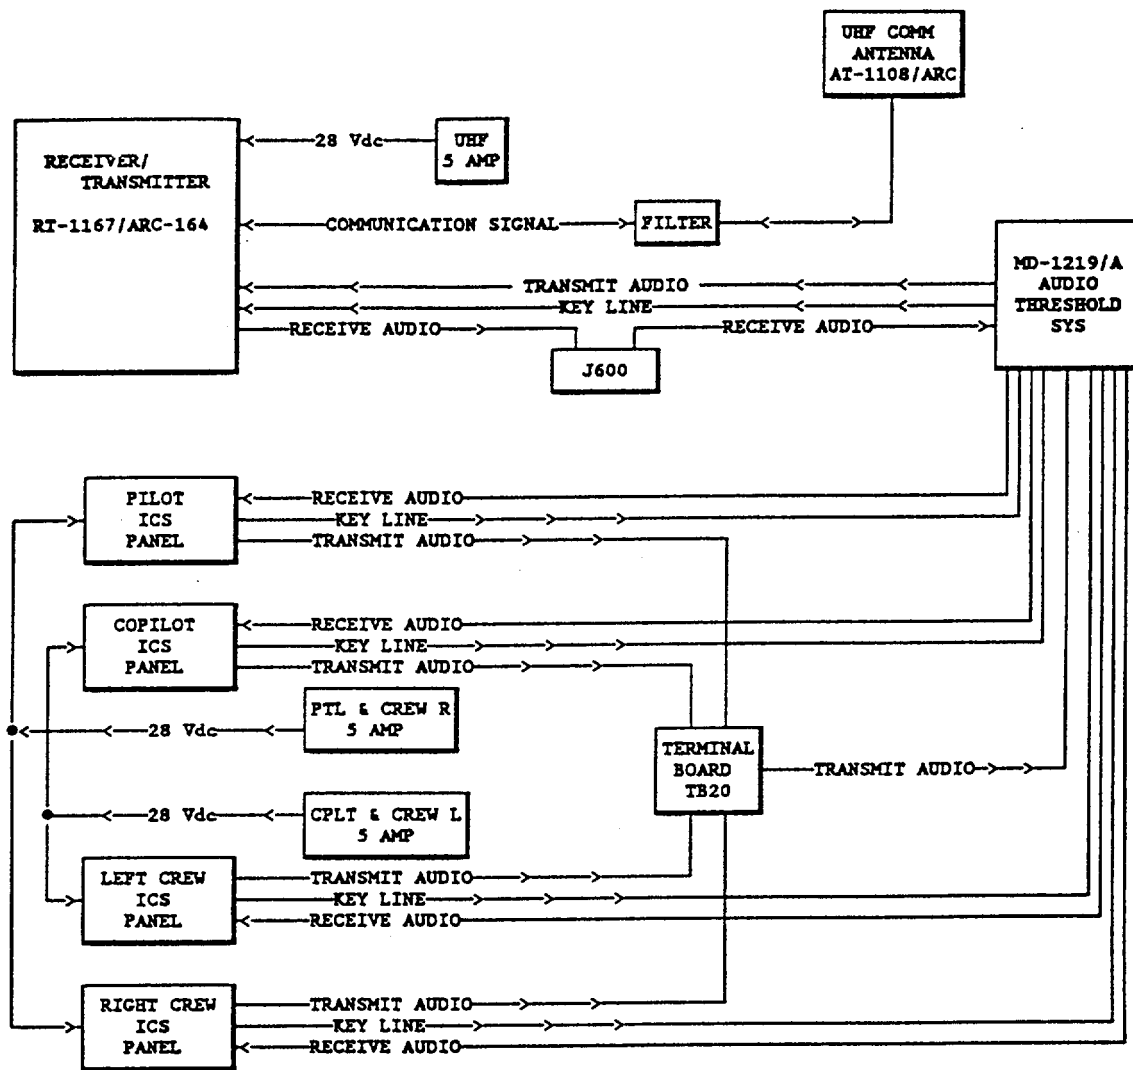 UHF COMM
ANTENNA
AT-1108/ARC
RECEIVER/
TRANSMITTER
RT-1167/ARC-164
28 Vdc
UHF
5 AMP
COMMUNICATION SIGNAL
FILTER
MD-1219/A
AUDIO
THRESHOLD
SYS
TRANSMIT AUDIO
KEY LINE
RECEIVE AUDIO
RECEIVE AUDIO
J600
PILOT
ICS
PANEL
RECEIVE AUDIO
KEY LINE
TRANSMIT AUDIO
COPILOT
ICS
PANEL
RECEIVE AUDIO
KEY LINE
TRANSMIT AUDIO
28 Vdc
PTL & CREW R
5 AMP
TERMINAL
BOARD
TB20
TRANSMIT AUDIO
28 Vdc
CPLT & CREW L
5 AMP
LEFT CREW
ICS
PANEL
TRANSMIT AUDIO
KEY LINE
RECEIVE AUDIO
RIGHT CREW
ICS
PANEL
TRANSMIT AUDIO
KEY LINE
RECEIVE AUDIO